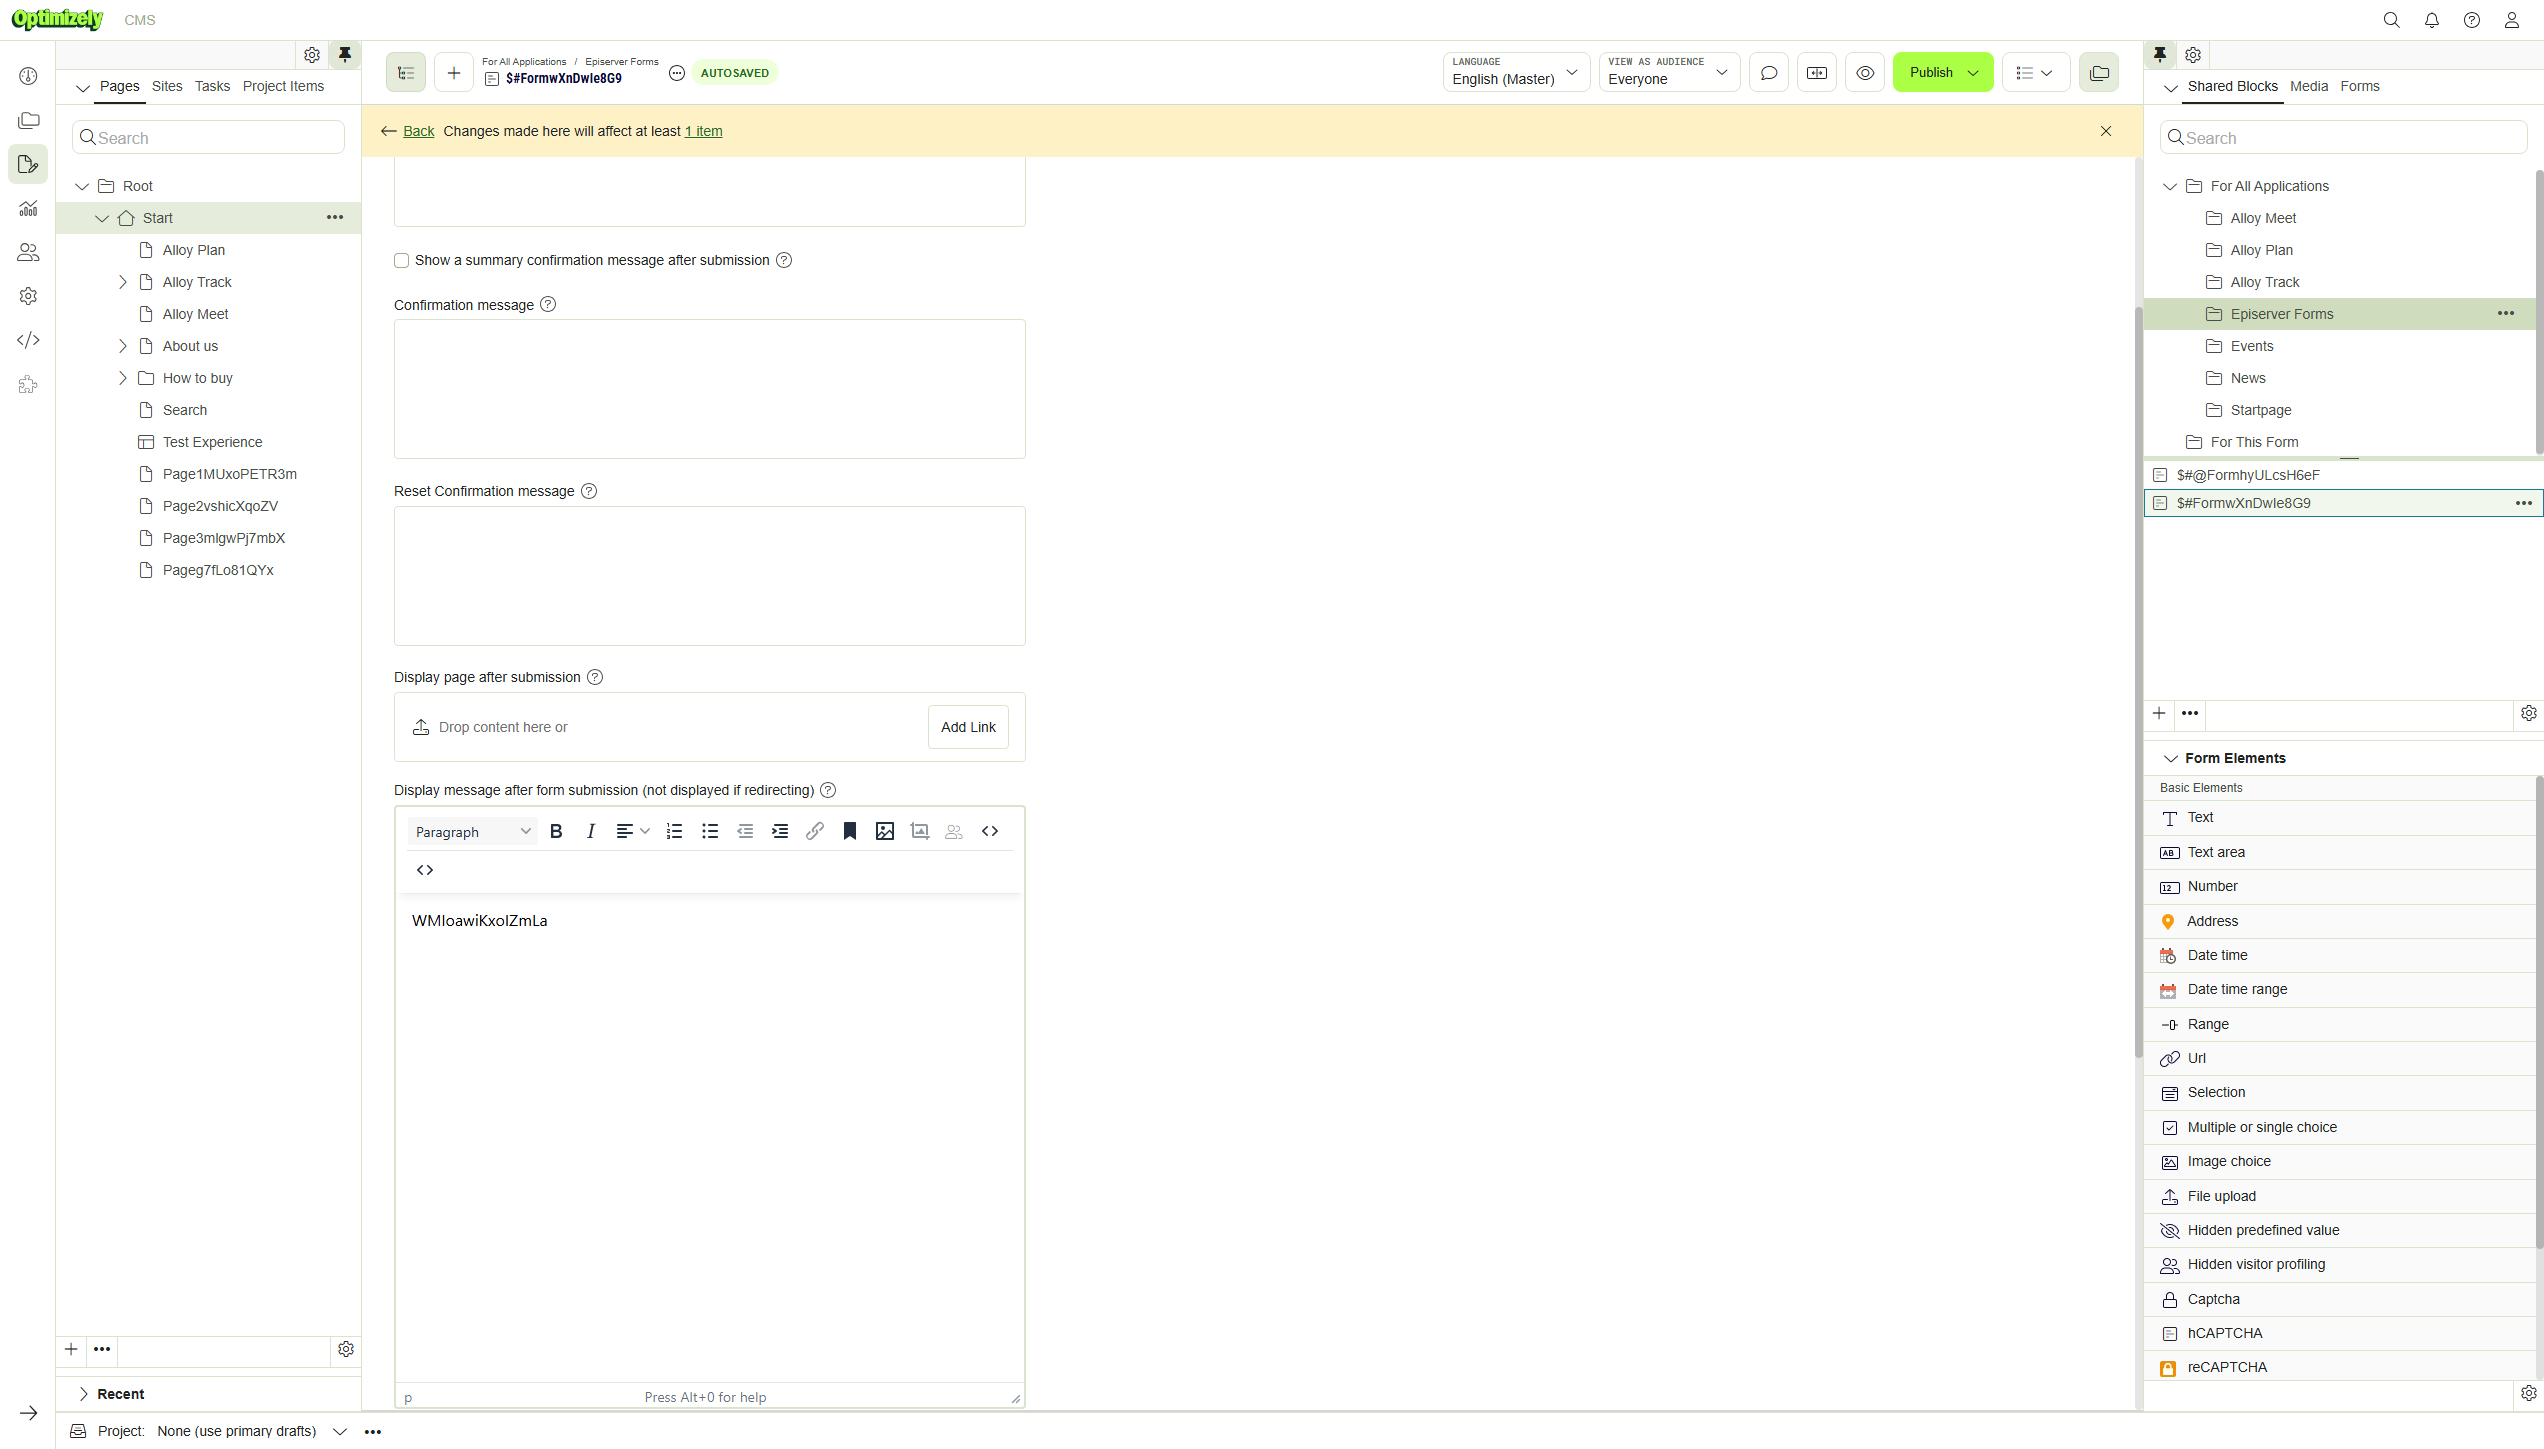 Optimizely CMS
Pages Sites Tasks Project Items
Search
Root
Start
Alloy Plan
Alloy Track
Alloy Meet
About us
How to buy
Search
Test Experience
Page1MUxoPETR3m
Page2vshicXqoZV
Page3mlgwPj7mbX
Pageg7fLo81QYx
Recent
Project: None (use primary drafts)
For All Applications / Episerver Forms
$#FormwXnDwIe8G9
AUTOSAVED
LANGUAGE
English (Master)
VIEW AS AUDIENCE
Everyone
Publish
Back Changes made here will affect at least 1 item
Show a summary confirmation message after submission
Confirmation message
Reset Confirmation message
Display page after submission
Drop content here or
Add Link
Display message after form submission (not displayed if redirecting)
Paragraph
WMIoawiKxoIZmLa
p
Press Alt+0 for help
Shared Blocks Media Forms
Search
For All Applications
Alloy Meet
Alloy Plan
Alloy Track
Episerver Forms
Events
News
Startpage
For This Form
$#@FormhyULcsH6eF
$#FormwXnDwIe8G9
Form Elements
Basic Elements
Text
Text area
Number
Address
Date time
Date time range
Range
Url
Selection
Multiple or single choice
Image choice
File upload
Hidden predefined value
Hidden visitor profiling
Captcha
hCAPTCHA
reCAPTCHA